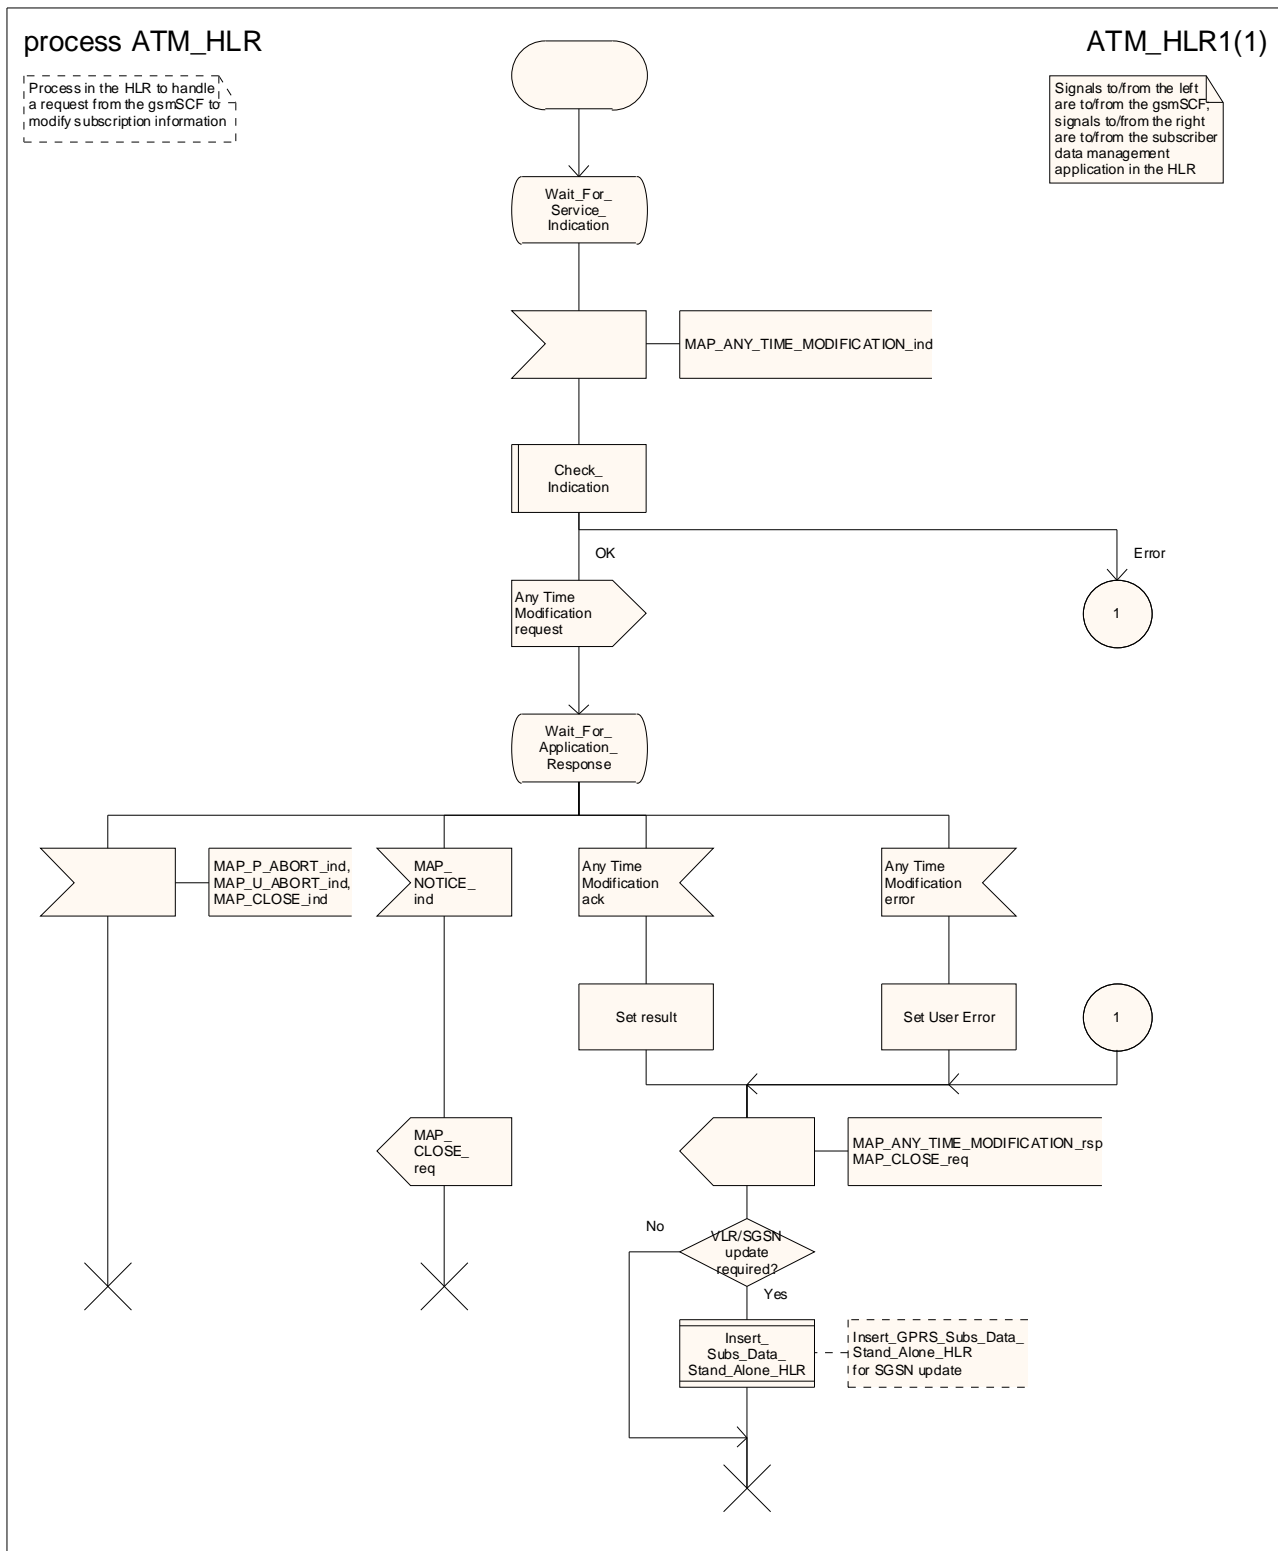 process ATM_HLR
ATM_HLR1(1)
Process in the HLR to handle
a request from the gsmSCF to
modify subscription information
Signals to/from the left
are to/from the gsmSCF;
signals to/from the right
are to/from the subscriber
data management
application in the HLR
Wait_For_
Service_
Indication
MAP_ANY_TIME_MODIFICATION_ind
Check_
Indication
OK
Error
Any Time
Modification
request
1
Wait_For_
Application_
Response
MAP_P_ABORT_ind,
MAP_U_ABORT_ind,
MAP_CLOSE_ind
MAP_
NOTICE_
ind
Any Time
Modification
ack
Any Time
Modification
error
Set result
Set User Error
1
MAP_
CLOSE_
req
MAP_ANY_TIME_MODIFICATION_rsp
MAP_CLOSE_req
No
VLR/SGSN
update
required?
Yes
Insert_
Subs_Data_
Stand_Alone_HLR
Insert_GPRS_Subs_Data_
Stand_Alone_HLR
for SGSN update